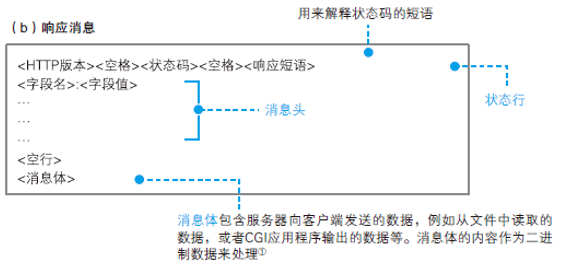 用来解释状态码的短语
（b）响应消息
<HTTP版本><空格><状态码><空格><响应短语>
<字段名>:<字段值>
…
…
…
消息头
状态行
<空行>
<消息体>
消息体包含服务器向客户端发送的数据，例如从文件中读取的
数据，或者CGI应用程序输出的数据等。消息体的内容作为二进
制数据来处理①